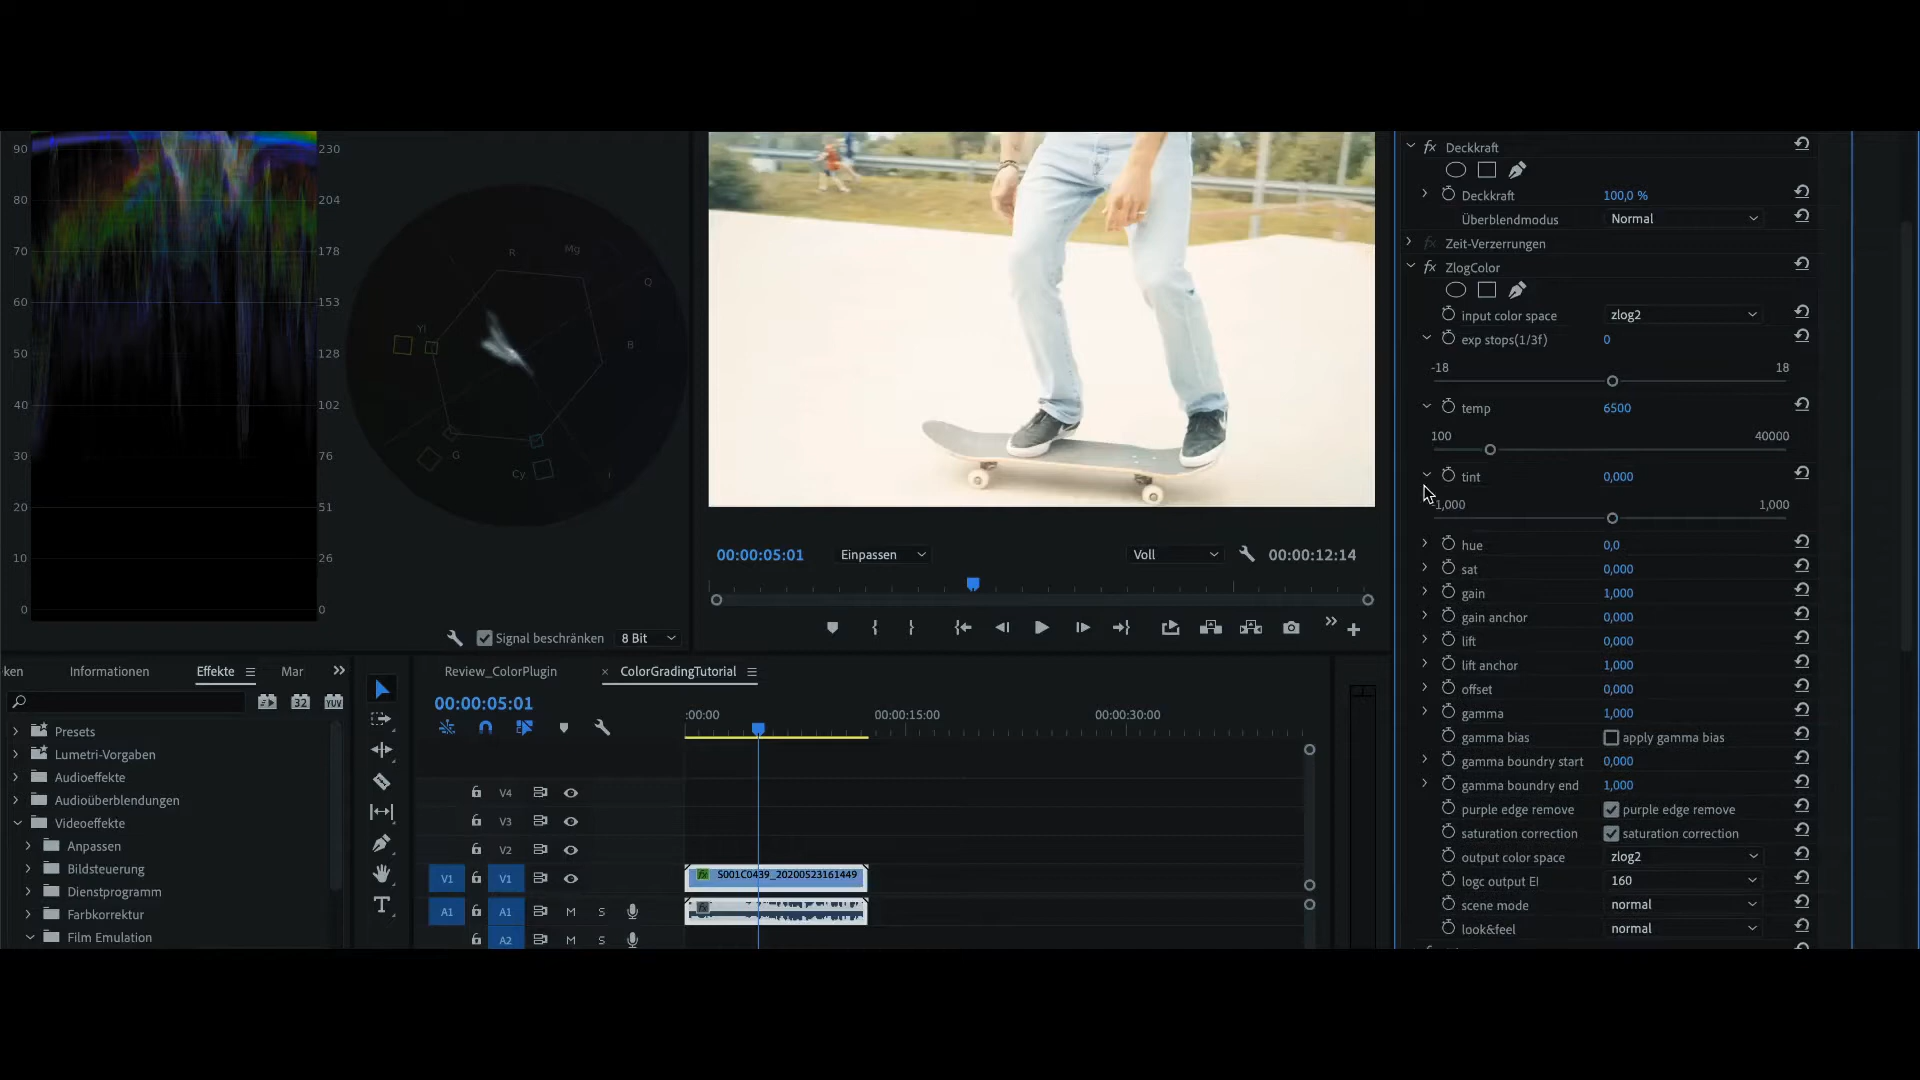 90
80
70
60
50
40
30
20
10
0
230
204
178
153
128
102
76
51
26
0
R
Mg
Q
B
Yl
G
Cy
I
Signal beschränken
8 Bit
00:00:05:01
Einpassen
Voll
00:00:12:14
Deckkraft
Deckkraft 100,0 %
Überblendmodus Normal
Zeit-Verzerrungen
ZlogColor
input color space zlog2
exp stops(1/3f) 0
-18 18
temp 6500
100 40000
tint 0,000
-1,000 1,000
hue 0,0
sat 0,000
gain 1,000
gain anchor 0,000
lift 0,000
lift anchor 1,000
offset 0,000
gamma 1,000
gamma bias apply gamma bias
gamma boundry start 0,000
gamma boundry end 1,000
purple edge remove purple edge remove
saturation correction saturation correction
output color space zlog2
logc output EI 160
scene mode normal
look&feel normal
ken Informationen Effekte Mar
32 YUV
Presets
Lumetri-Vorgaben
Audioeffekte
Audioüberblendungen
Videoeffekte
Anpassen
Bildsteuerung
Dienstprogramm
Farbkorrektur
Film Emulation
Review_ColorPlugin × ColorGradingTutorial
00:00:05:01
:00:00 00:00:15:00 00:00:30:00
V4
V3
V2
V1 V1 fx S001C0439_20200523161449
A1 A1 M S fx
A2 M S